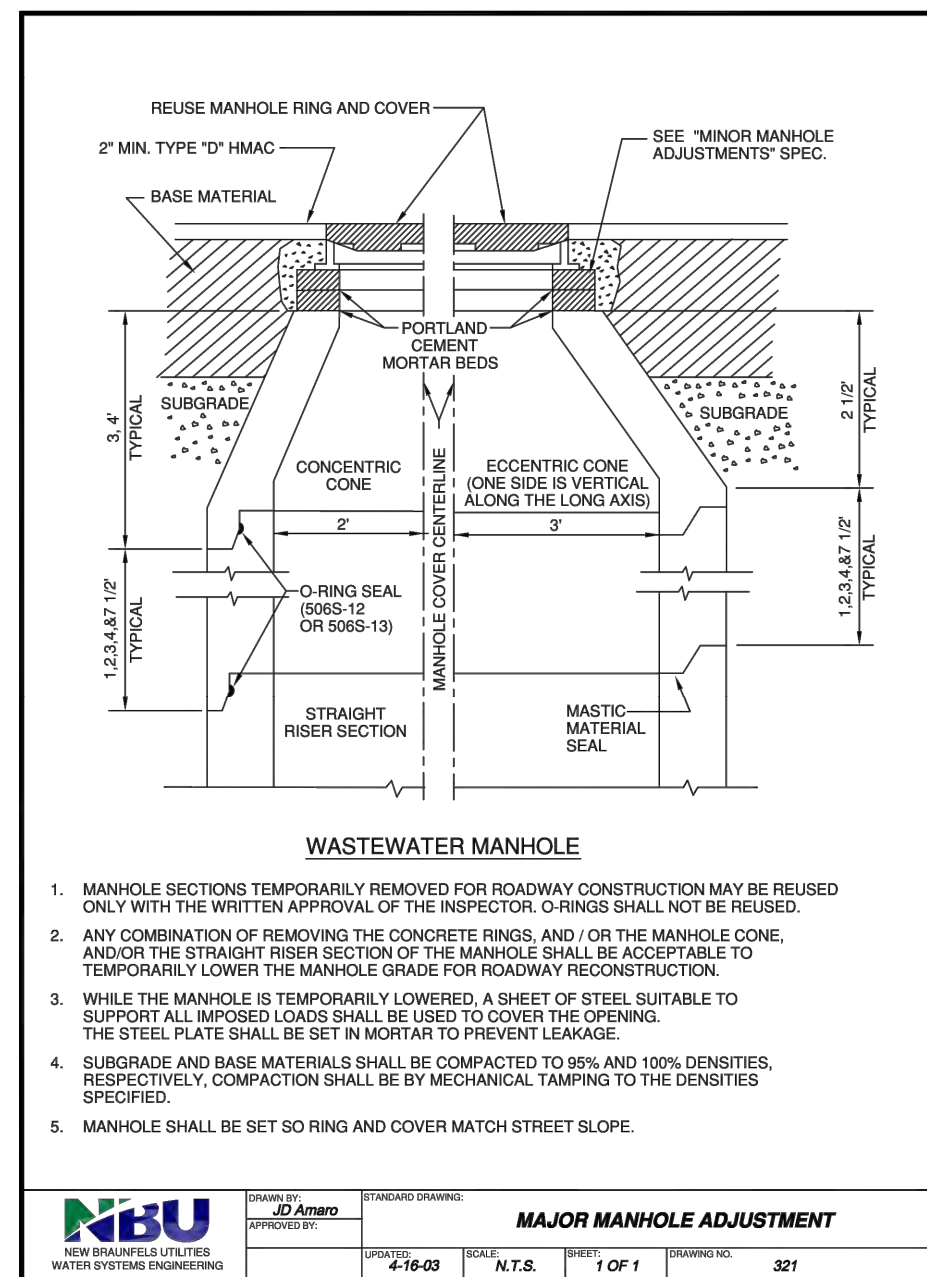 REUSE MANHOLE RING AND COVER
2" MIN. TYPE "D" HMAC
SEE "MINOR MANHOLE
ADJUSTMENTS" SPEC.
BASE MATERIAL
PORTLAND
CEMENT
MORTAR BEDS
SUBGRADE
SUBGRADE
3, 4'
TYPICAL
2 1/2'
TYPICAL
CONCENTRIC
CONE
ECCENTRIC CONE
(ONE SIDE IS VERTICAL
ALONG THE LONG AXIS)
MANHOLE COVER CENTERLINE
2'
3'
1,2,3,4,&7 1/2'
TYPICAL
1,2,3,4,&7 1/2'
TYPICAL
O-RING SEAL
(506S-12
OR 506S-13)
STRAIGHT
RISER SECTION
MASTIC
MATERIAL
SEAL
WASTEWATER MANHOLE
1. MANHOLE SECTIONS TEMPORARILY REMOVED FOR ROADWAY CONSTRUCTION MAY BE REUSED
ONLY WITH THE WRITTEN APPROVAL OF THE INSPECTOR. O-RINGS SHALL NOT BE REUSED.
2. ANY COMBINATION OF REMOVING THE CONCRETE RINGS, AND / OR THE MANHOLE CONE,
AND/OR THE STRAIGHT RISER SECTION OF THE MANHOLE SHALL BE ACCEPTABLE TO
TEMPORARILY LOWER THE MANHOLE GRADE FOR ROADWAY RECONSTRUCTION.
3. WHILE THE MANHOLE IS TEMPORARILY LOWERED, A SHEET OF STEEL SUITABLE TO
SUPPORT ALL IMPOSED LOADS SHALL BE USED TO COVER THE OPENING.
THE STEEL PLATE SHALL BE SET IN MORTAR TO PREVENT LEAKAGE.
4. SUBGRADE AND BASE MATERIALS SHALL BE COMPACTED TO 95% AND 100% DENSITIES,
RESPECTIVELY, COMPACTION SHALL BE BY MECHANICAL TAMPING TO THE DENSITIES
SPECIFIED.
5. MANHOLE SHALL BE SET SO RING AND COVER MATCH STREET SLOPE.
NBU
NEW BRAUNFELS UTILITIES
WATER SYSTEMS ENGINEERING
DRAWN BY:
JD Amaro
APPROVED BY:
STANDARD DRAWING:
MAJOR MANHOLE ADJUSTMENT
UPDATED:
4-16-03
SCALE:
N.T.S.
SHEET:
1 OF 1
DRAWING NO.
321